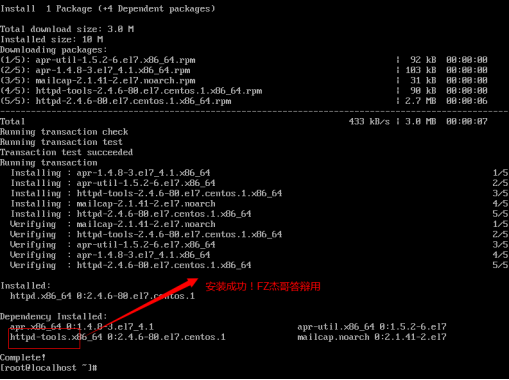 Install  1 Package (+4 Dependent packages)
Total download size: 3.0 M
Installed size: 10 M
Downloading packages:
(1/5): apr-util-1.5.2-6.el7.x86_64.rpm | 92 kB 00:00:00
(2/5): apr-1.4.8-3.el7_4.1.x86_64.rpm | 103 kB 00:00:00
(3/5): mailcap-2.1.41-2.el7.noarch.rpm | 31 kB 00:00:00
(4/5): httpd-tools-2.4.6-80.el7.centos.1.x86_64.rpm | 90 kB 00:00:00
(5/5): httpd-2.4.6-80.el7.centos.1.x86_64.rpm | 2.7 MB 00:00:06
Total 433 kB/s | 3.0 MB 00:00:07
Running transaction check
Running transaction test
Transaction test succeeded
Running transaction
Installing : apr-1.4.8-3.el7_4.1.x86_64 1/5
Installing : apr-util-1.5.2-6.el7.x86_64 2/5
Installing : httpd-tools-2.4.6-80.el7.centos.1.x86_64 3/5
Installing : mailcap-2.1.41-2.el7.noarch 4/5
Installing : httpd-2.4.6-80.el7.centos.1.x86_64 5/5
Verifying : mailcap-2.1.41-2.el7.noarch 1/5
Verifying : httpd-tools-2.4.6-80.el7.centos.1.x86_64 2/5
Verifying : apr-util-1.5.2-6.el7.x86_64 3/5
Verifying : apr-1.4.8-3.el7_4.1.x86_64 4/5
Verifying : httpd-2.4.6-80.el7.centos.1.x86_64 5/5
安装成功！FZ杰哥答辩用
Installed:
httpd.x86_64 0:2.4.6-80.el7.centos.1
Dependency Installed:
apr.x86_64 0:1.4.8-3.el7_4.1 apr-util.x86_64 0:1.5.2-6.el7
httpd-tools.x86_64 0:2.4.6-80.el7.centos.1 mailcap.noarch 0:2.1.41-2.el7
Complete!
[root@localhost ~]#